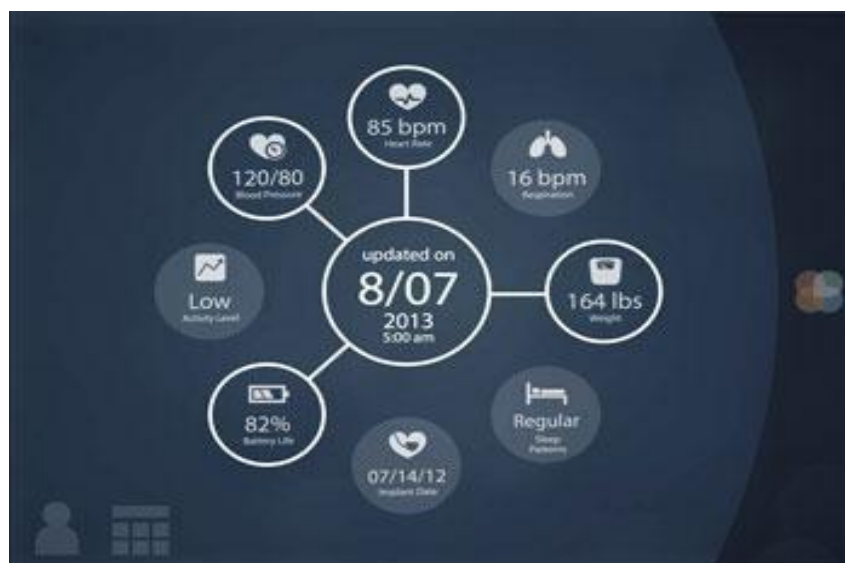 85 bpm
Heart Rate
120/80
Blood Pressure
16 bpm
Respiration
updated on
8/07
2013
5:00 am
Low
Activity Level
164 lbs
Weight
82%
Battery Life
Regular
Sleep
Patterns
07/14/12
Implant Date